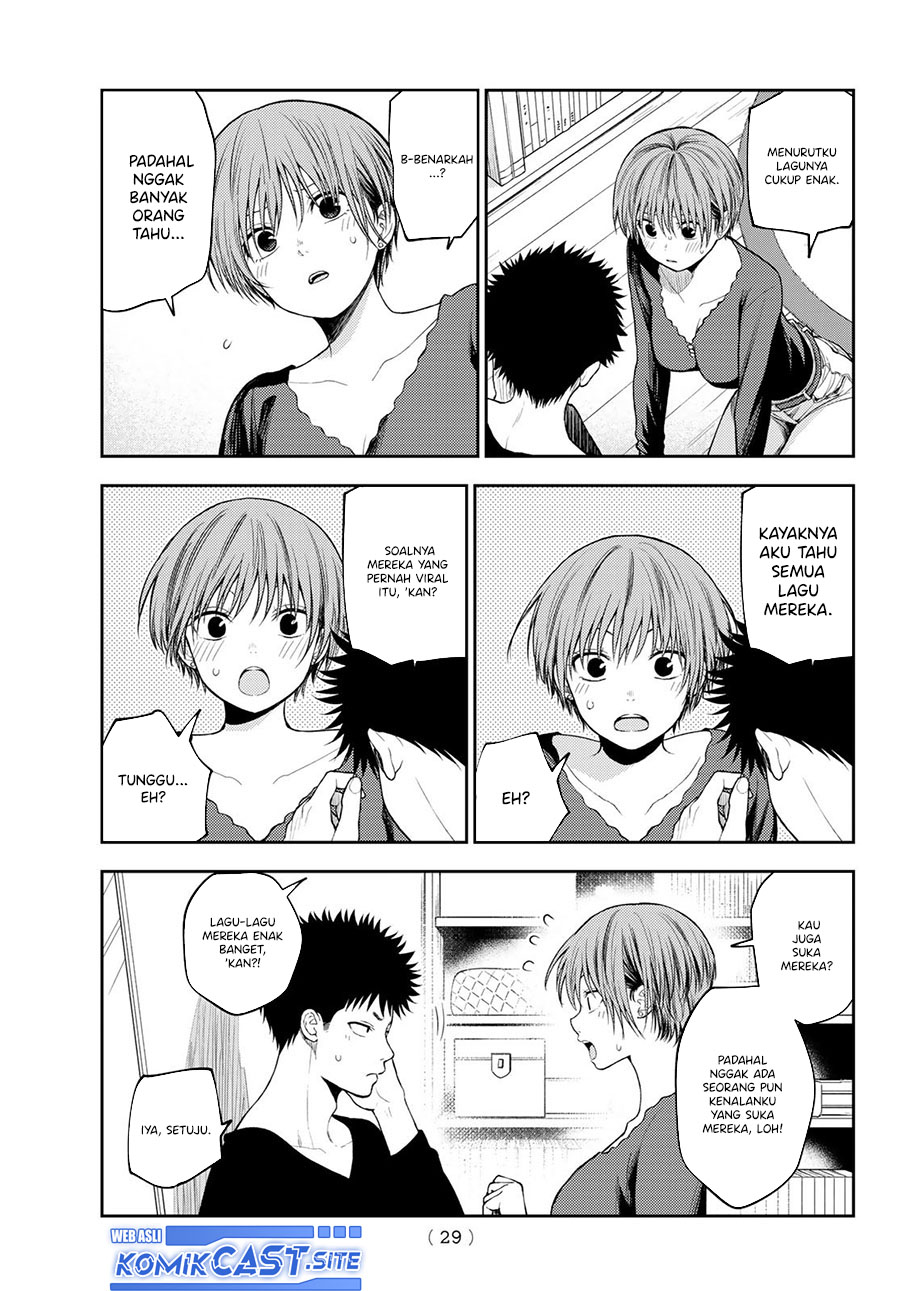 MENURUTKU
LAGUNYA
CUKUP ENAK.
B-BENARKAH
...?
PADAHAL
NGGAK
BANYAK
ORANG
TAHU...
KAYAKNYA
AKU TAHU
SEMUA
LAGU
MEREKA.
EH?
SOALNYA
MEREKA YANG
PERNAH VIRAL
ITU, 'KAN?
TUNGGU...
EH?
KAU
JUGA
SUKA
MEREKA?
PADAHAL
NGGAK ADA
SEORANG PUN
KENALANKU
YANG SUKA
MEREKA, LOH!
LAGU-LAGU
MEREKA ENAK
BANGET,
'KAN?!
IYA, SETUJU.
( 29 )
WEB ASLI
KOMIKCAST.SITE